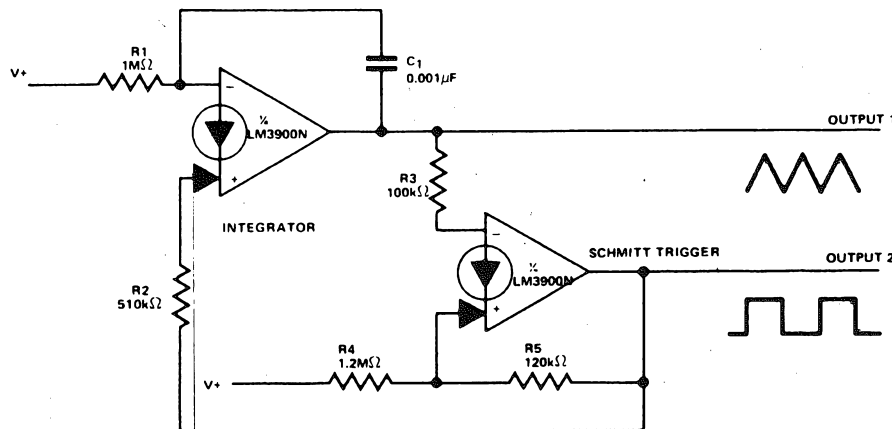 R1
1MΩ
V+
C1
0.001μF
−
¼
LM3900N
+
OUTPUT 1
R3
100kΩ
INTEGRATOR
−
SCHMITT TRIGGER
OUTPUT 2
¼
LM3900N
+
R2
510kΩ
R4
1.2MΩ
R5
120kΩ
V+